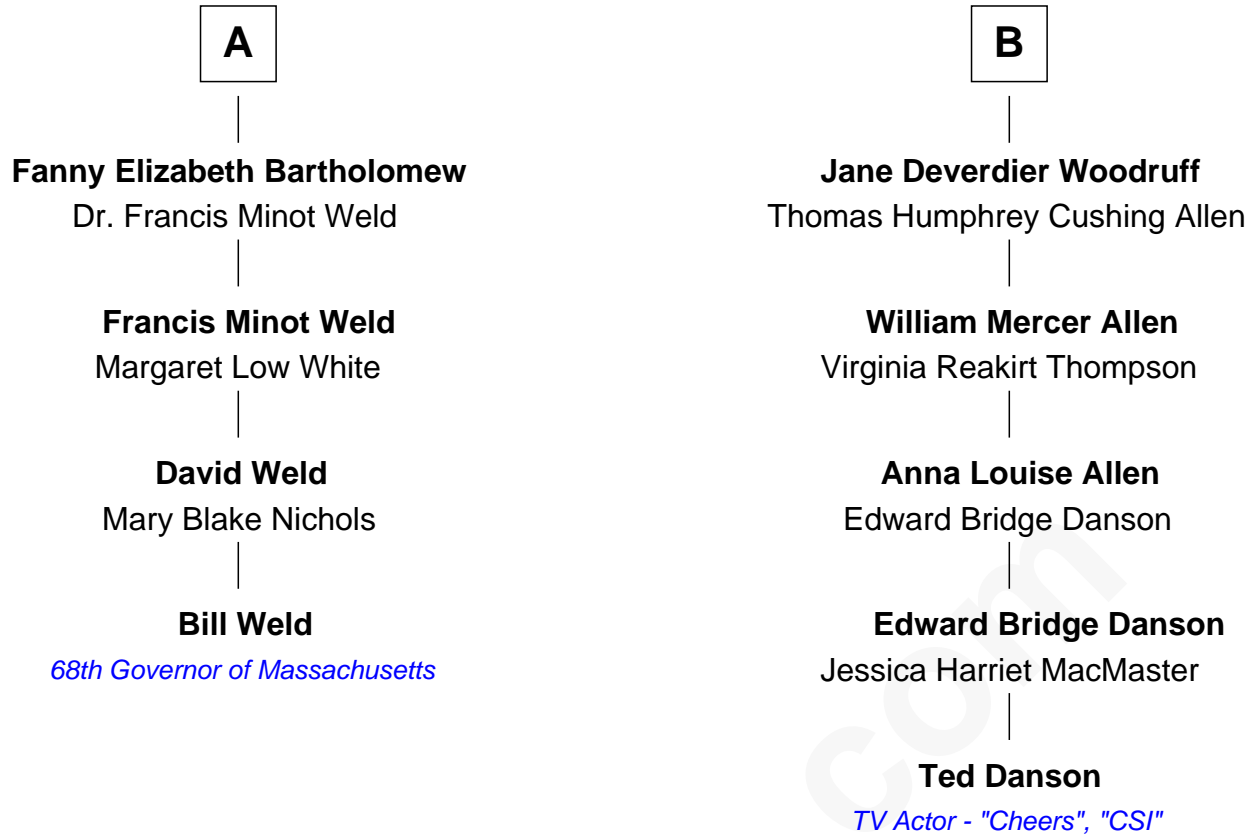 A
Fanny Elizabeth Bartholomew
Dr. Francis Minot Weld
Francis Minot Weld
Margaret Low White
David Weld
Mary Blake Nichols
Bill Weld
68th Governor of Massachusetts
B
Jane Deverdier Woodruff
Thomas Humphrey Cushing Allen
William Mercer Allen
Virginia Reakirt Thompson
Anna Louise Allen
Edward Bridge Danson
Edward Bridge Danson
Jessica Harriet MacMaster
Ted Danson
TV Actor - "Cheers", "CSI"
com